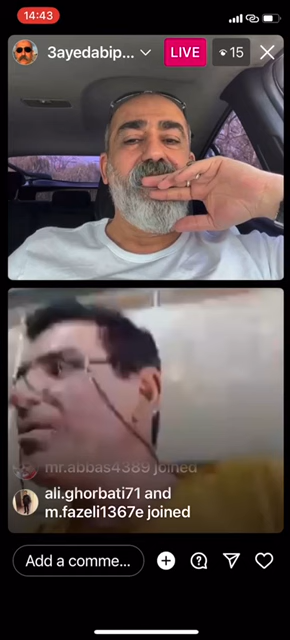 14:43
3ayedabip...
LIVE
15
mr.abbas4389 joined
ali.ghorbati71 and
m.fazeli1367e joined
Add a comme...